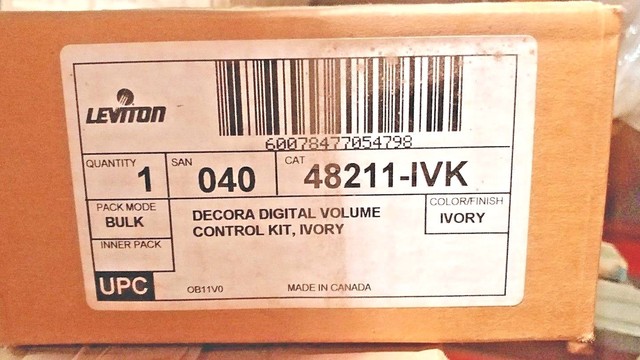 LEVITON
60078477054798
QUANTITY
1
SAN
040
CAT
48211-IVK
PACK MODE
BULK
INNER PACK
DECORA DIGITAL VOLUME
CONTROL KIT, IVORY
COLOR/FINISH
IVORY
UPC
OB11V0
MADE IN CANADA